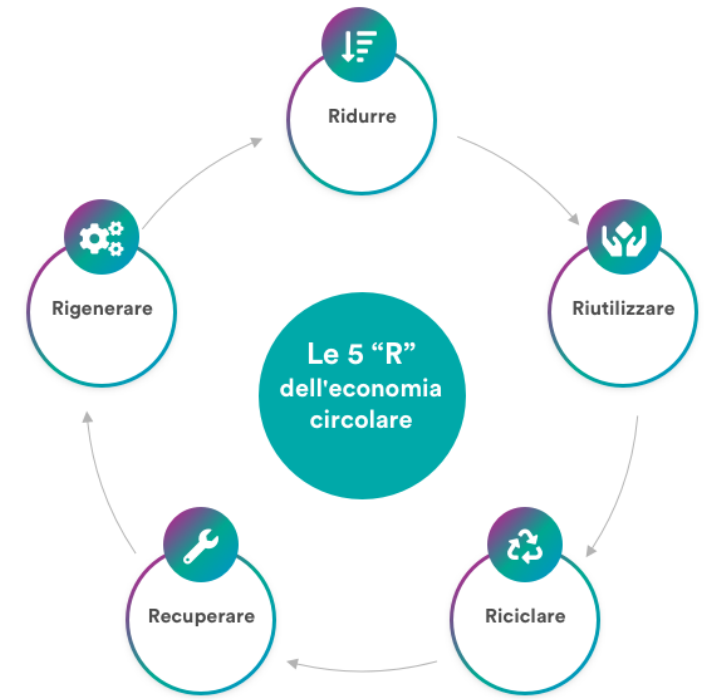 Ridurre
Riutilizzare
Riciclare
Recuperare
Rigenerare
Le 5 “R”
dell'economia
circolare